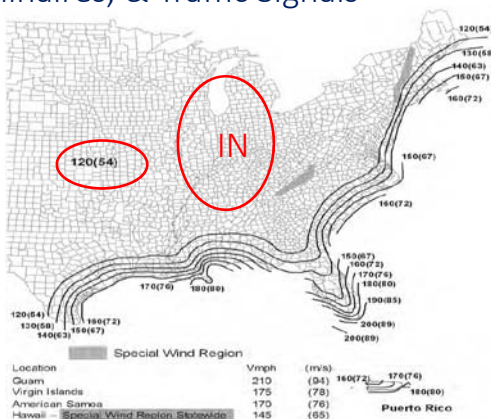 & Traffic Signals
120(54)
130(58)
140(63)
150(67)
160(72)
IN
120(54)
150(67)
160(72)
150(67)
160(72)
170(76)
180(80)
190(85)
200(89)
200(89)
170(76)
180(80)
120(54)
130(58)
140(63)
150(67)
160(72)
Special Wind Region
Location Vmph (m/s)
Guam 210 (94)
Virgin Islands 175 (78)
American Samoa 170 (76)
Hawaii – Special Wind Region Statewide 145 (65)
160(72)
170(76)
180(80)
Puerto Rico